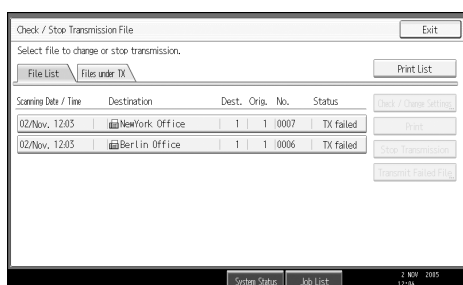 Check / Stop Transmission File
Exit
Select file to change or stop transmission.
File List
Files under TX
Print List
Scanning Date / Time Destination Dest. Orig. No. Status
Check / Change Setting
02/Nov. 12:03 NewYork Office 1 1 0007 TX failed
Print
02/Nov. 12:03 Berlin Office 1 1 0006 TX failed
Stop Transmission
Transmit Failed File
System Status
Job List
2 NOV 2005
12:04